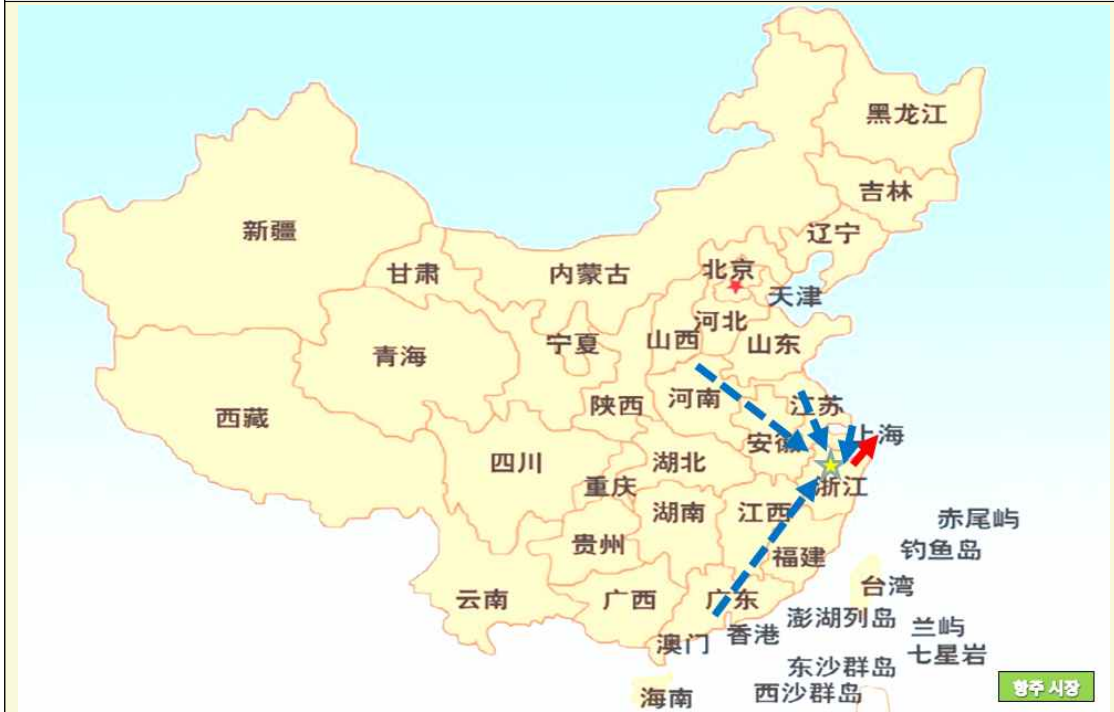 黑龙江
吉林
辽宁
新疆
甘肃
内蒙古
北京
天津
河北
山西
山东
宁夏
青海
陕西
河南
江苏
西藏
安徽
上海
四川
湖北
重庆
浙江
湖南
江西
贵州
福建
赤尾屿
钓鱼岛
台湾
云南
广西
广东
澎湖列岛
兰屿
香港
澳门
七星岩
东沙群岛
海南
西沙群岛
항주 시장